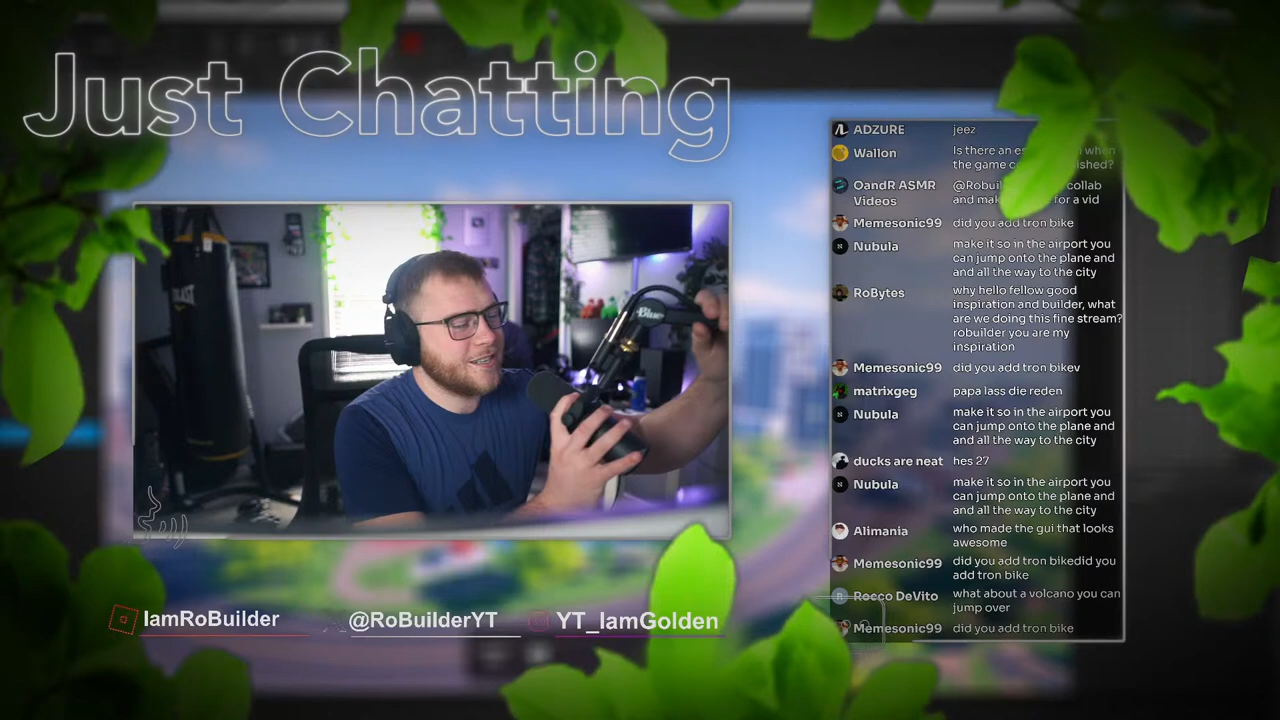 Just Chatting
ADZURE jeez
Wallon Is there an when
the game ished?
OandR ASMR collab
Videos and for a vid
Memesonic99 did you add tron bike
Nubula make it so in the airport you
can jump onto the plane and
and all the way to the city
RoBytes why hello fellow good
inspiration and builder, what
are we doing this fine stream?
robuilder you are my
inspiration
Memesonic99 did you add tron bikev
matrixgeg papa lass die reden
Nubula make it so in the airport you
can jump onto the plane and
and all the way to the city
ducks are neat hes 27
Nubula make it so in the airport you
can jump onto the plane and
and all the way to the city
Alimania who made the gui that looks
awesome
Memesonic99 did you add tron bikedid you
add tron bike
Rocco DeVito what about a volcano you can
jump over
Memesonic99 did you add tron bike
Blue
IamRoBuilder @RoBuilderYT YT_IamGolden